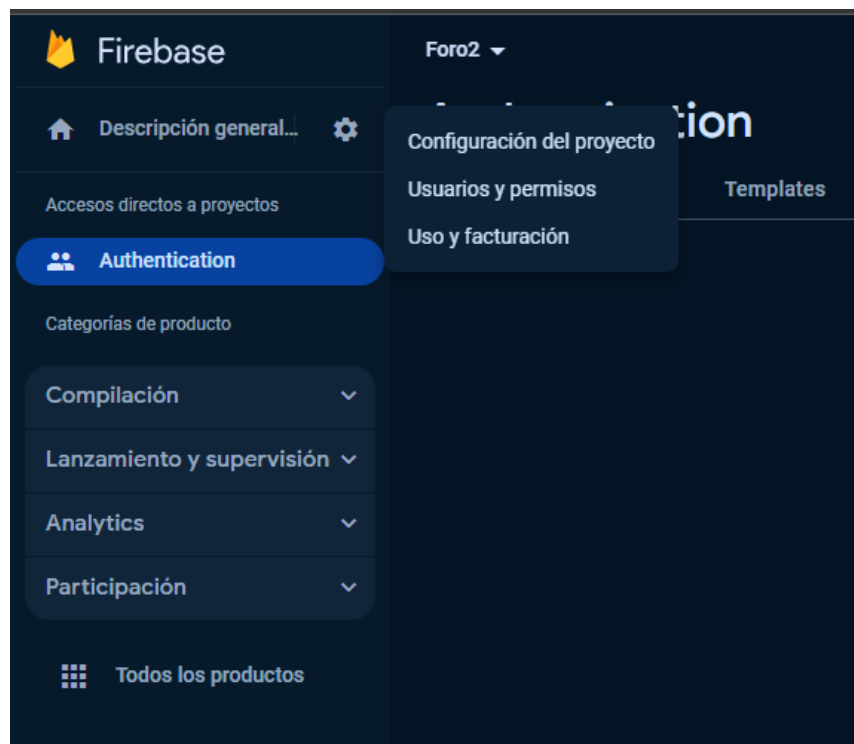 Firebase
Foro2
Descripción general...
tion
Configuración del proyecto
Usuarios y permisos
Templates
Uso y facturación
Accesos directos a proyectos
Authentication
Categorías de producto
Compilación
Lanzamiento y supervisión
Analytics
Participación
Todos los productos